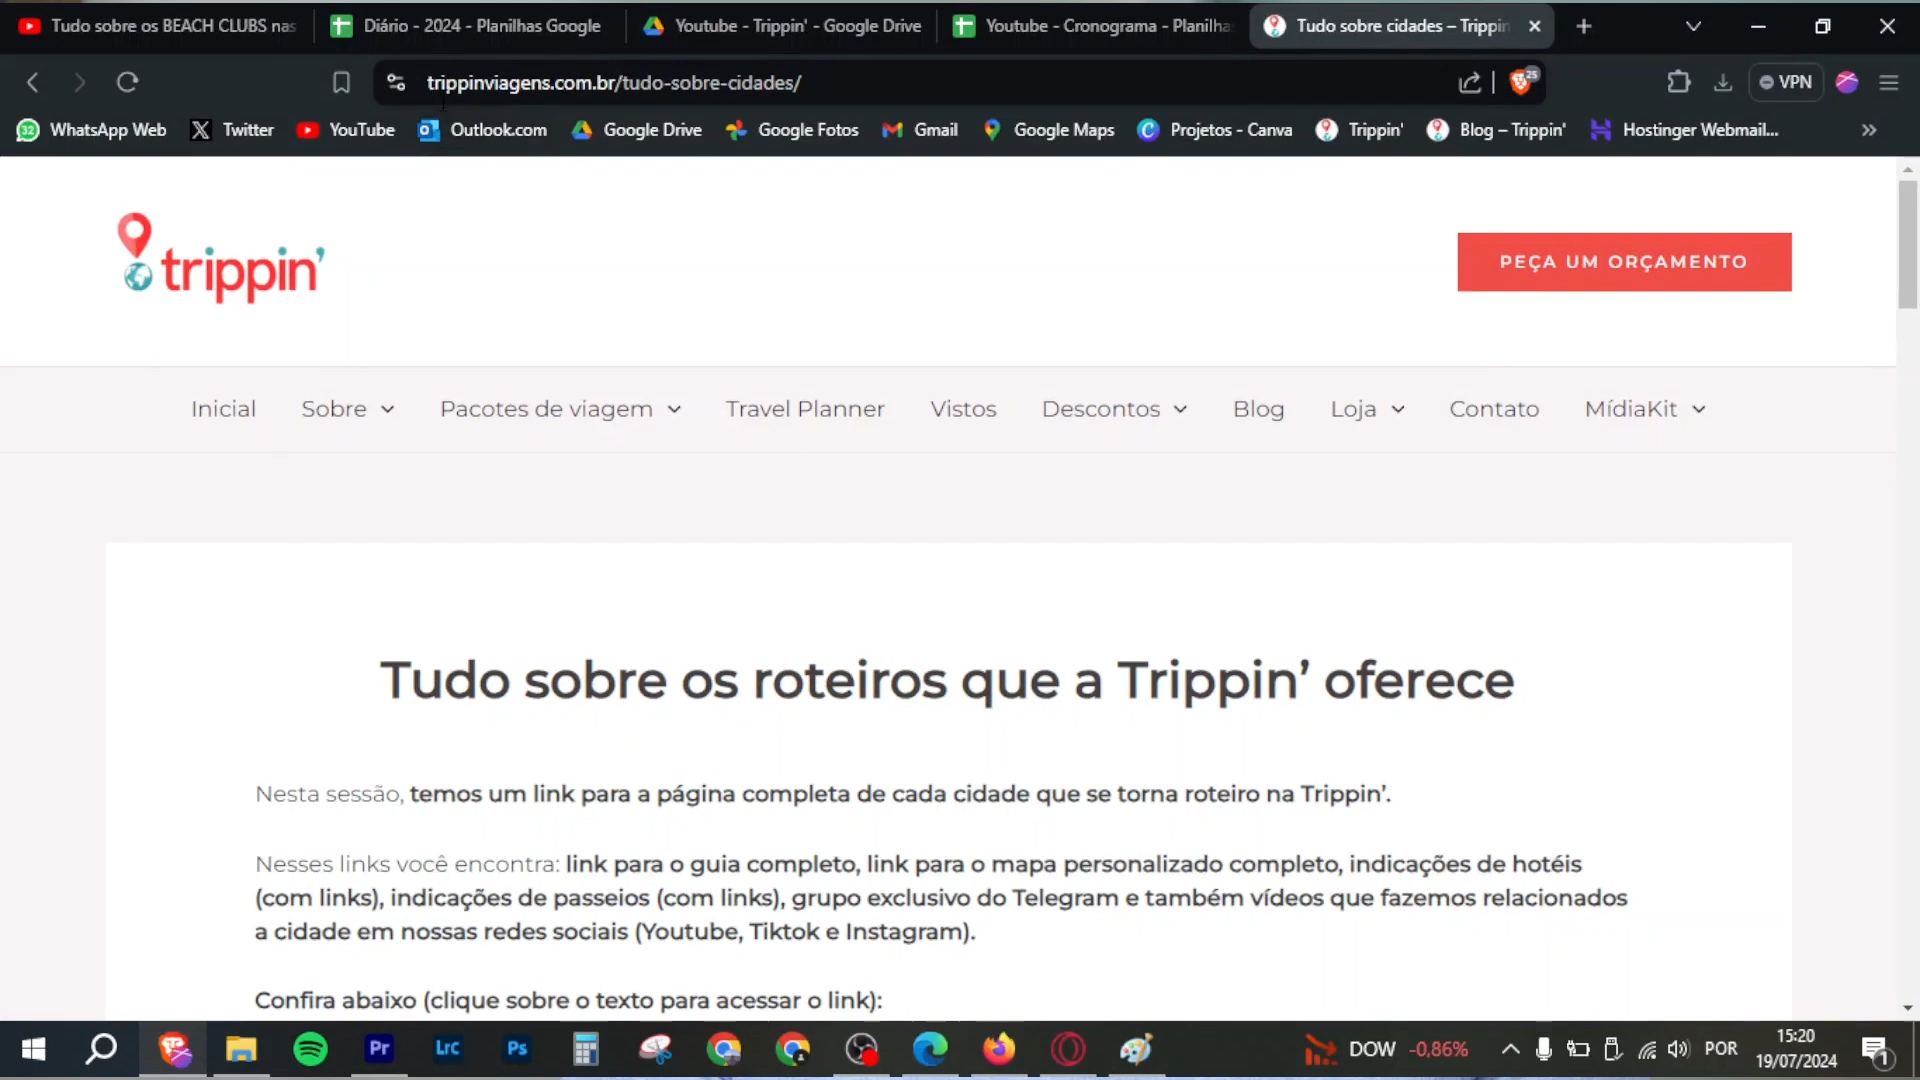 Tudo sobre os BEACH CLUBS nas
Diário - 2024 - Planilhas Google
Youtube - Trippin' - Google Drive
Youtube - Cronograma - Planilha
Tudo sobre cidades – Trippin
trippinviagens.com.br/tudo-sobre-cidades/
25
VPN
32
WhatsApp Web
Twitter
YouTube
Outlook.com
Google Drive
Google Fotos
Gmail
Google Maps
Projetos - Canva
Trippin'
Blog – Trippin'
Hostinger Webmail...
trippin'
PEÇA UM ORÇAMENTO
Inicial
Sobre
Pacotes de viagem
Travel Planner
Vistos
Descontos
Blog
Loja
Contato
MídiaKit
Tudo sobre os roteiros que a Trippin’ oferece
Nesta sessão, temos um link para a página completa de cada cidade que se torna roteiro na Trippin’.
Nesses links você encontra: link para o guia completo, link para o mapa personalizado completo, indicações de hotéis
(com links), indicações de passeios (com links), grupo exclusivo do Telegram e também vídeos que fazemos relacionados
a cidade em nossas redes sociais (Youtube, Tiktok e Instagram).
Confira abaixo (clique sobre o texto para acessar o link):
Pr
Lrc
Ps
DOW -0,86%
POR
15:20
19/07/2024
1